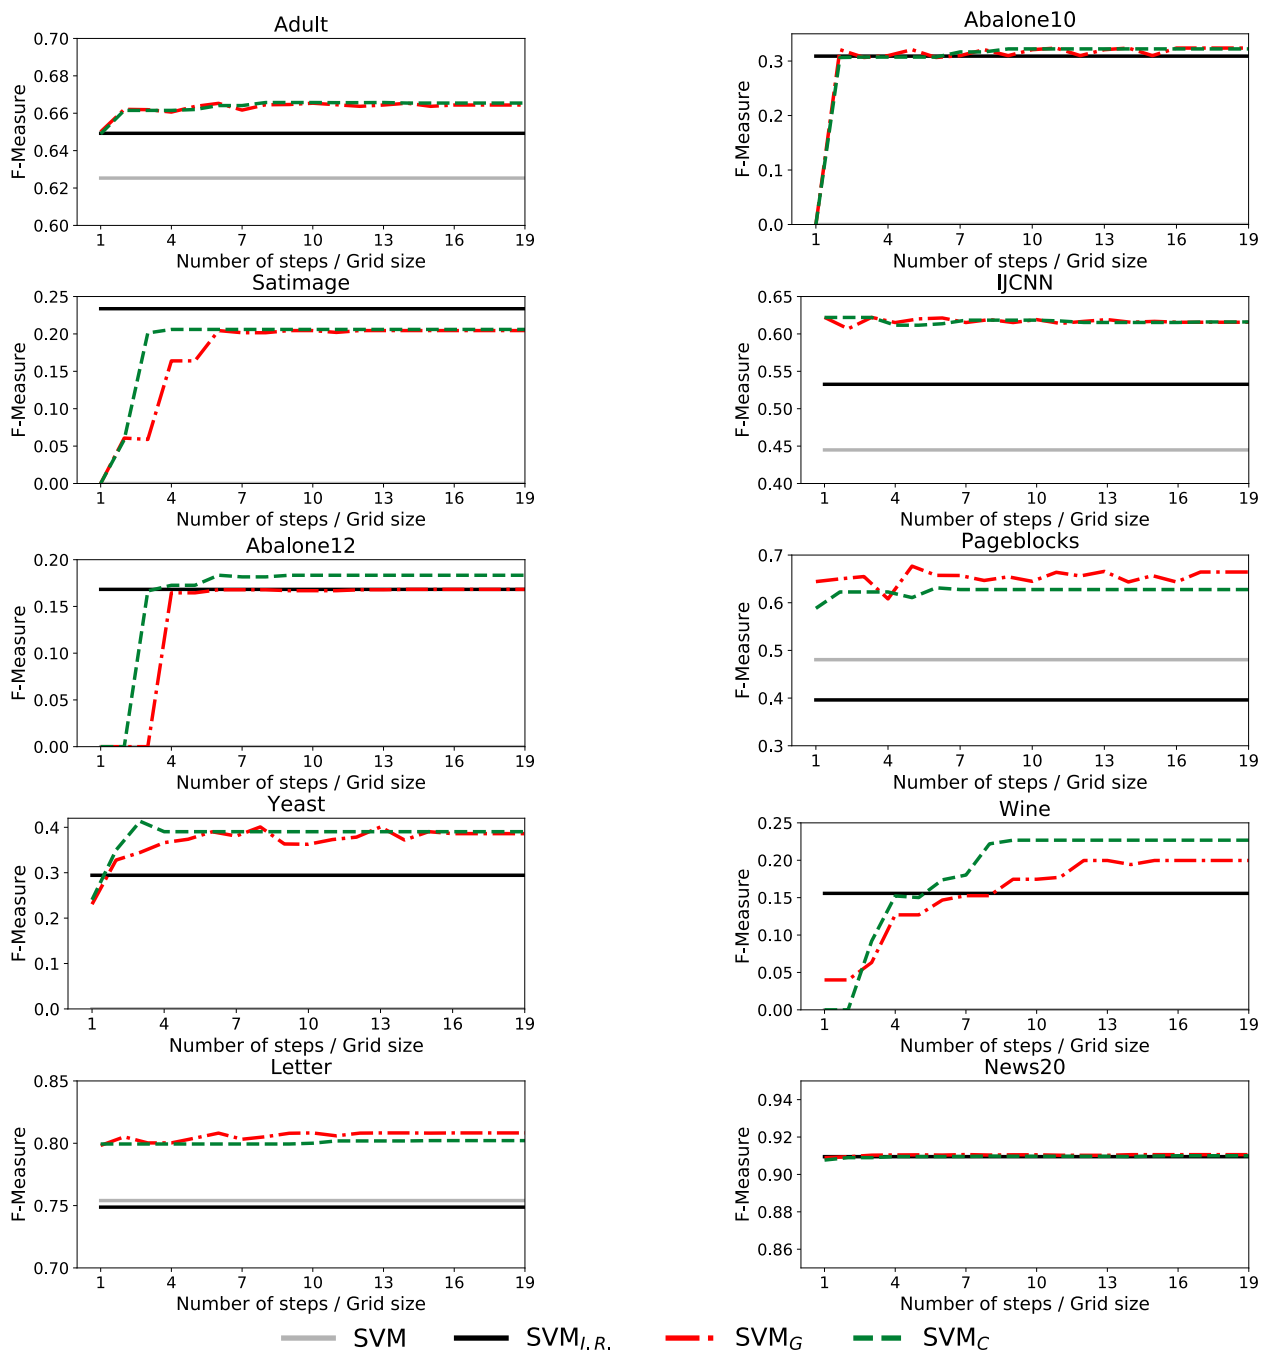 Adult
F-Measure
0.70
0.68
0.66
0.64
0.62
0.60
1 4 7 10 13 16 19
Number of steps / Grid size
Abalone10
F-Measure
0.3
0.2
0.1
0.0
1 4 7 10 13 16 19
Number of steps / Grid size
Satimage
F-Measure
0.25
0.20
0.15
0.10
0.05
0.00
1 4 7 10 13 16 19
Number of steps / Grid size
IJCNN
F-Measure
0.65
0.60
0.55
0.50
0.45
0.40
1 4 7 10 13 16 19
Number of steps / Grid size
Abalone12
F-Measure
0.20
0.15
0.10
0.05
0.00
1 4 7 10 13 16 19
Number of steps / Grid size
Pageblocks
F-Measure
0.7
0.6
0.5
0.4
0.3
1 4 7 10 13 16 19
Number of steps / Grid size
Yeast
F-Measure
0.4
0.3
0.2
0.1
0.0
1 4 7 10 13 16 19
Number of steps / Grid size
Wine
F-Measure
0.25
0.20
0.15
0.10
0.05
0.00
1 4 7 10 13 16 19
Number of steps / Grid size
Letter
F-Measure
0.85
0.80
0.75
0.70
1 4 7 10 13 16 19
Number of steps / Grid size
News20
F-Measure
0.94
0.92
0.90
0.88
0.86
1 4 7 10 13 16 19
Number of steps / Grid size
SVM SVM I.R. SVM G SVM C